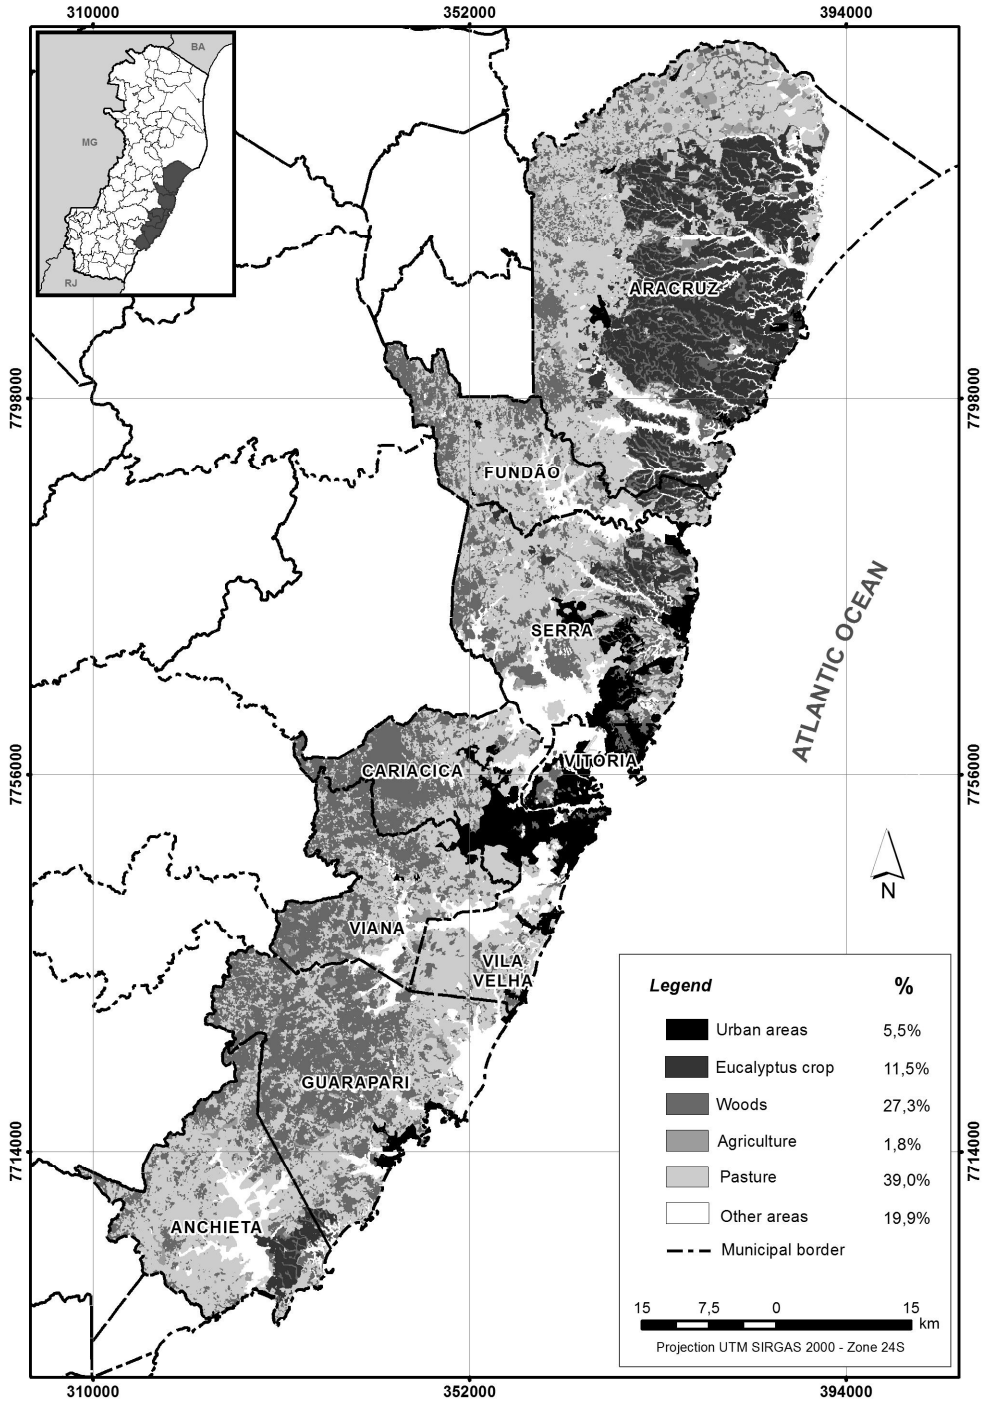 310000
352000
394000
BA
MG
RJ
7798000
7798000
ARACRUZ
FUNDÃO
SERRA
ATLANTIC OCEAN
VITÓRIA
CARIACICA
7756000
7756000
N
VIANA
VILA
VELHA
GUARAPARI
7714000
7714000
ANCHIETA
Legend %
Urban areas 5,5%
Eucalyptus crop 11,5%
Woods 27,3%
Agriculture 1,8%
Pasture 39,0%
Other areas 19,9%
Municipal border
15 7,5 0 15
km
Projection UTM SIRGAS 2000 - Zone 24S
310000
352000
394000